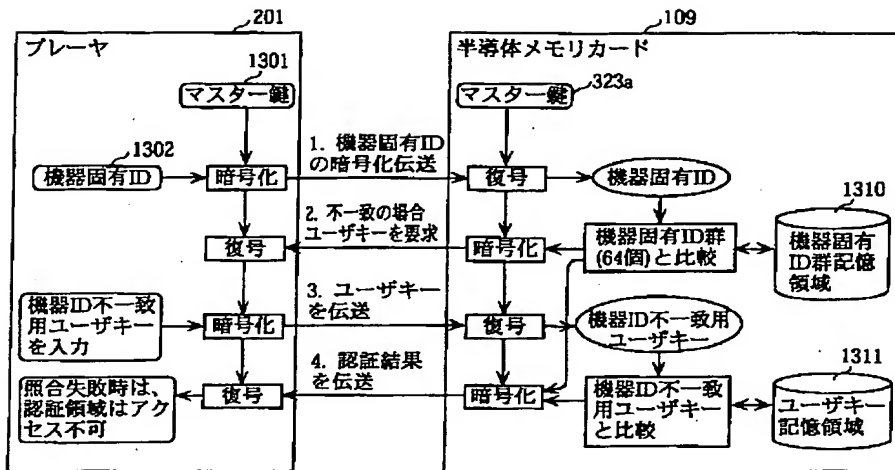 201
プレーヤ
1301
マスター鍵
1302
機器固有ID
暗号化
復号
機器ID不一致
用ユーザキー
を入力
暗号化
照合失敗時は、
認証領域はアク
セス不可
復号
1. 機器固有ID
の暗号化伝送
2. 不一致の場合
ユーザキーを要求
3. ユーザキー
を伝送
4. 認証結果
を伝送
109
半導体メモリカード
マスター鍵
323a
復号
機器固有ID
暗号化
機器固有ID群
(64個)と比較
1310
機器固有
ID群記憶
領域
復号
機器ID不一致用
ユーザキー
暗号化
機器ID不一致
用ユーザキー
と比較
1311
ユーザキー
記憶領域